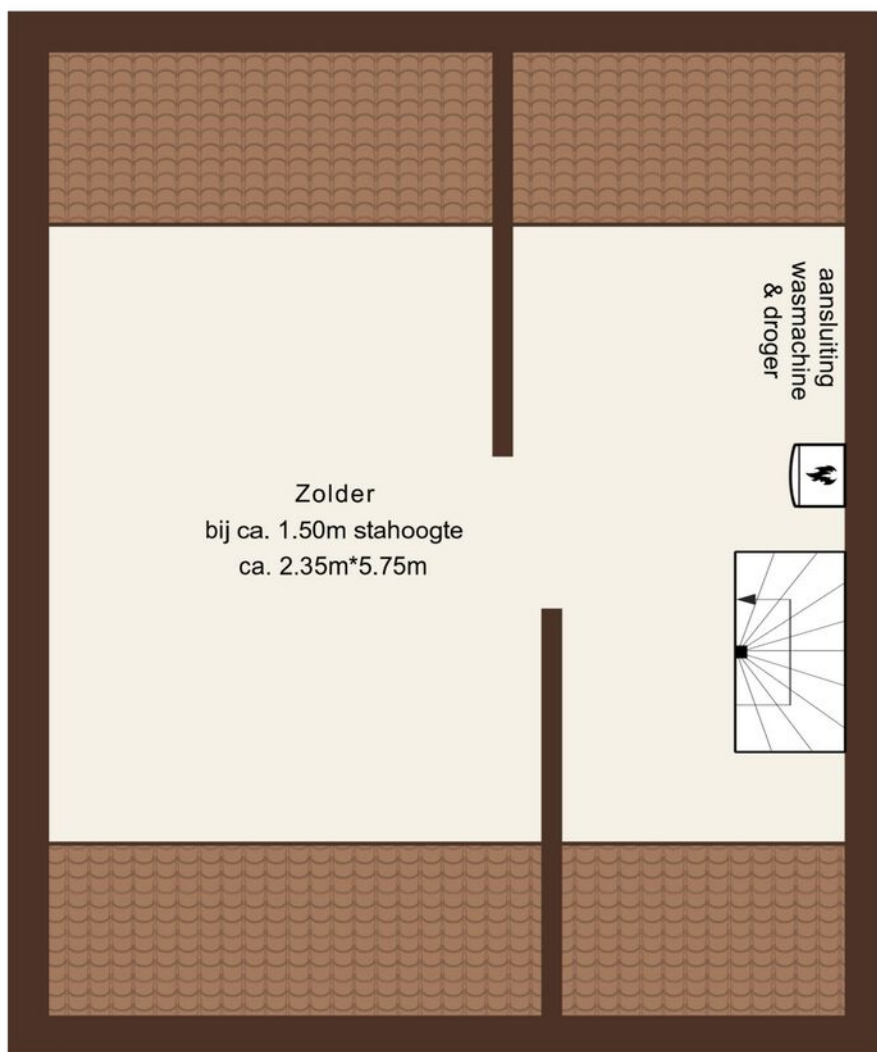 aansluiting
wasmachine
& droger
Zolder
bij ca. 1.50m stahoogte
ca. 2.35m*5.75m